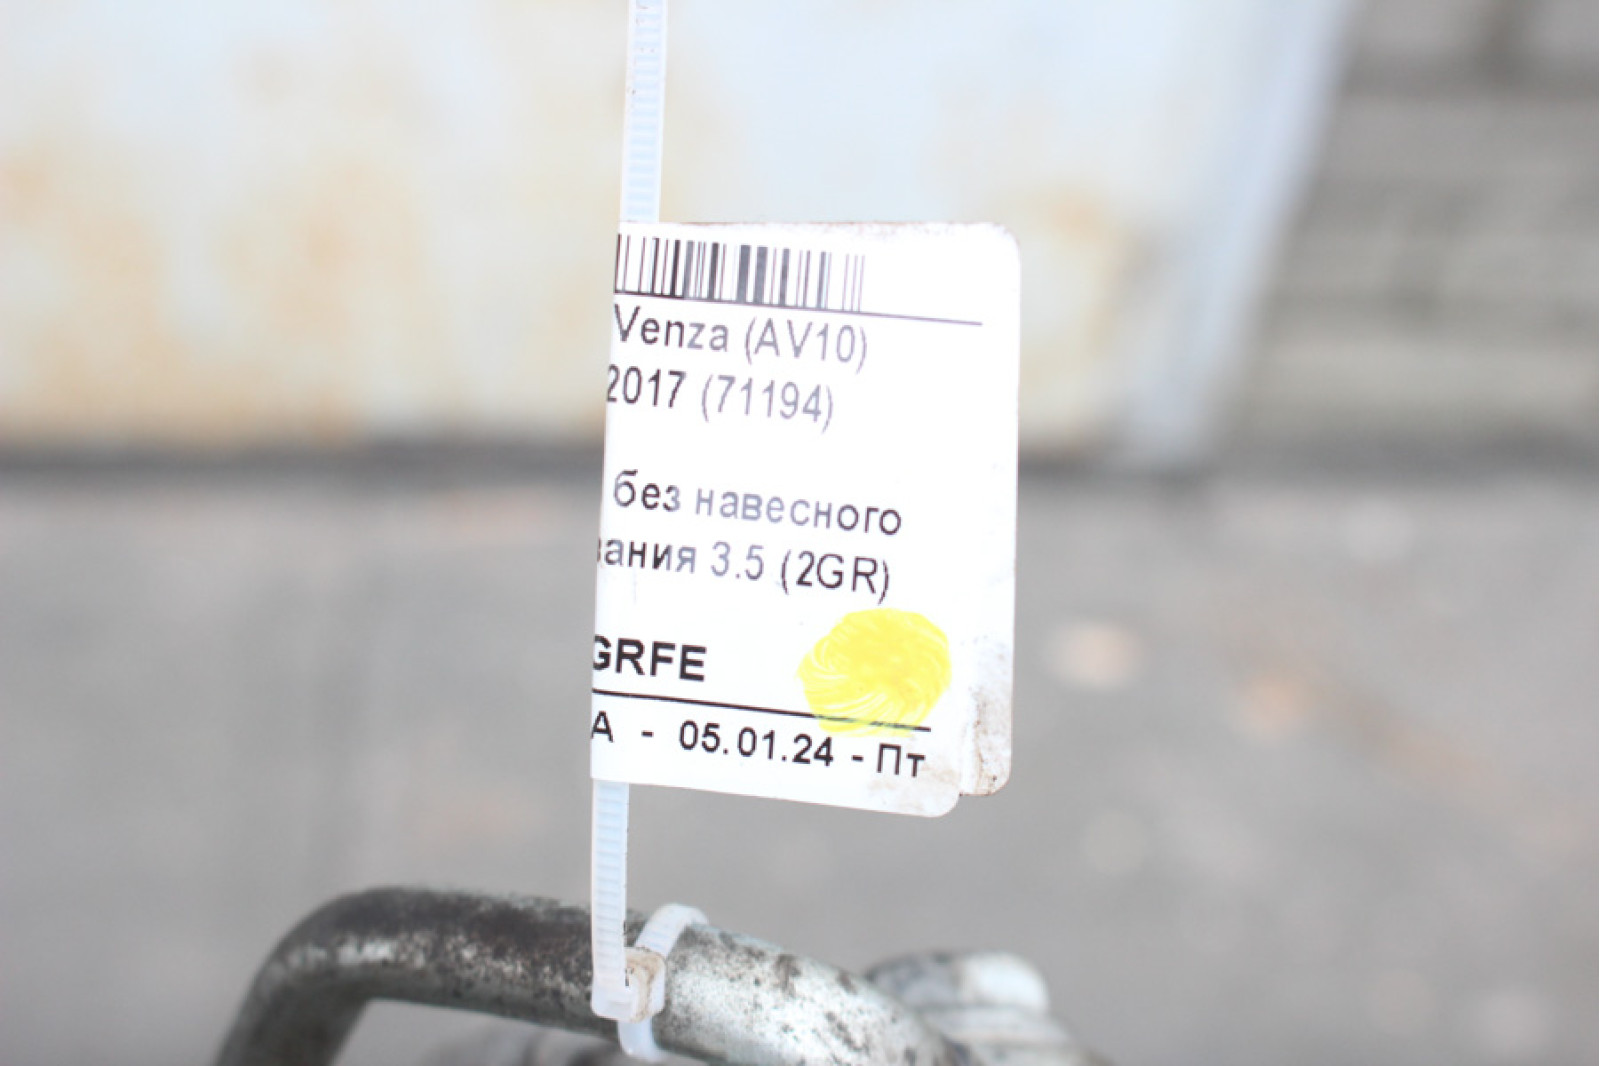 Venza (AV10)
2017 (71194)
без навесного
вания 3.5 (2GR)
GRFE
А - 05.01.24 - Пт